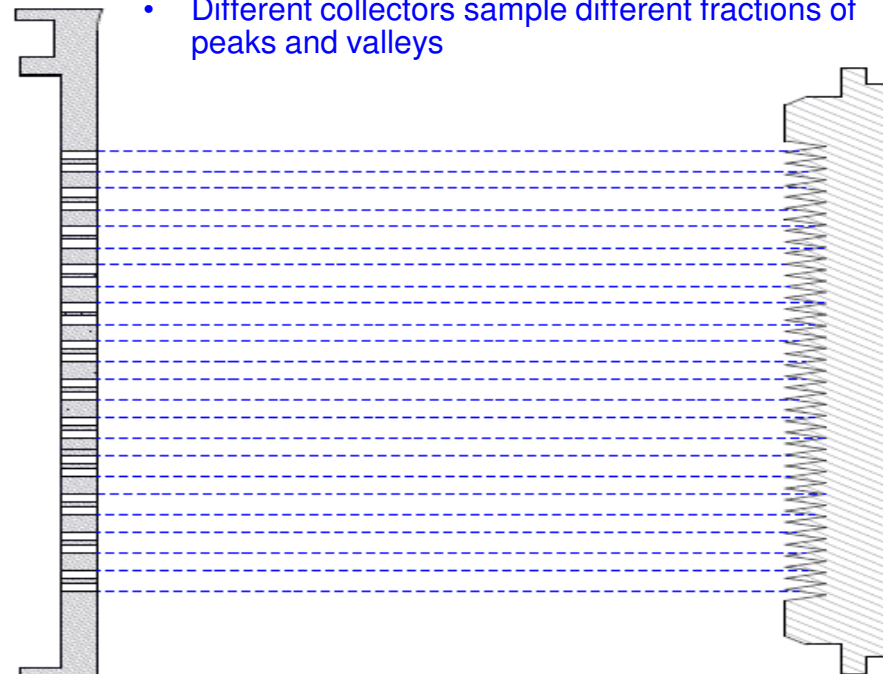 • Different collectors sample different fractions of
peaks and valleys